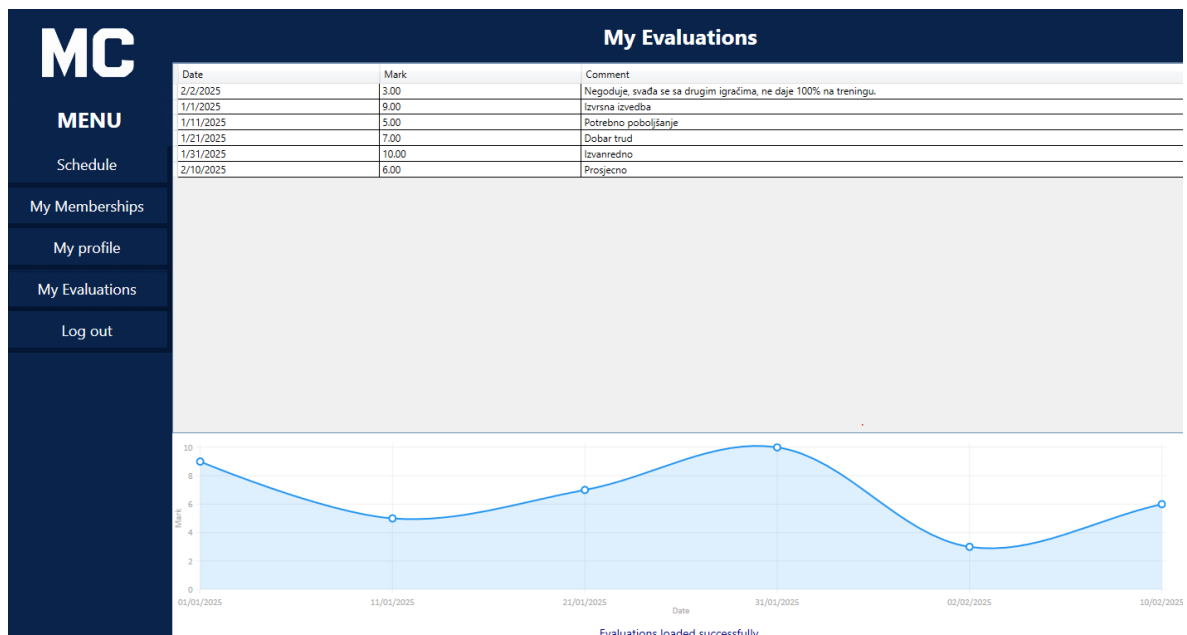 MC
My Evaluations
MENU
Schedule
My Memberships
My profile
My Evaluations
Log out
Date Mark Comment
2/2/2025 3.00 Negoduje, svađa se sa drugim igračima, ne daje 100% na treningu.
1/1/2025 9.00 Izvrsna izvedba
1/11/2025 5.00 Potrebno poboljšanje
1/21/2025 7.00 Dobar trud
1/31/2025 10.00 Izvanredno
2/10/2025 6.00 Prosjecno
10
8
6
4
2
0
Mark
01/01/2025 11/01/2025 21/01/2025 31/01/2025 02/02/2025 10/02/2025
Date
Evaluations loaded successfully